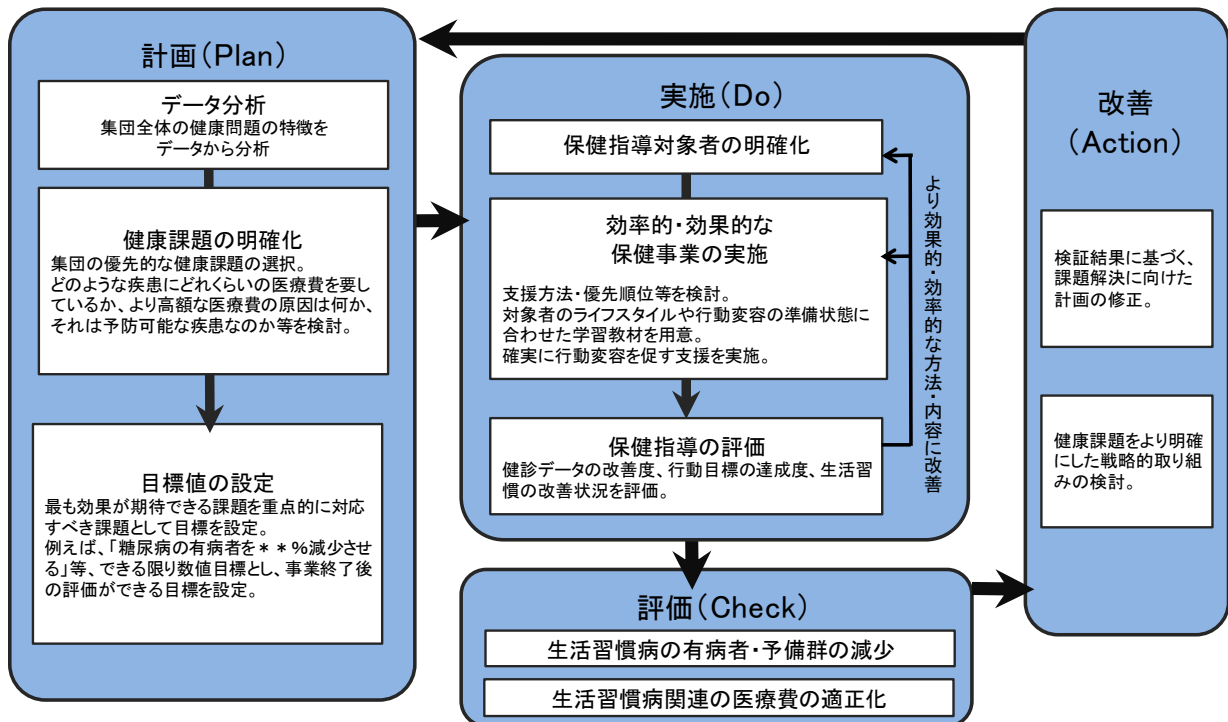 計画(Plan)
データ分析
集団全体の健康問題の特徴を
データから分析
健康課題の明確化
集団の優先的な健康課題の選択。
どのような疾患にどれくらいの医療費を要し
ているか、より高額な医療費の原因は何か、
それは予防可能な疾患なのか等を検討。
目標値の設定
最も効果が期待できる課題を重点的に対応
すべき課題として目標を設定。
例えば、「糖尿病の有病者を**%減少させ
る」等、できる限り数値目標とし、事業終了後
の評価ができる目標を設定。
実施(Do)
保健指導対象者の明確化
効率的・効果的な
保健事業の実施
支援方法・優先順位等を検討。
対象者のライフスタイルや行動変容の準備状態に
合わせた学習教材を用意。
確実に行動変容を促す支援を実施。
保健指導の評価
健診データの改善度、行動目標の達成度、生活習
慣の改善状況を評価。
より効果的・効率的な方法・内容に改善
評価(Check)
生活習慣病の有病者・予備群の減少
生活習慣病関連の医療費の適正化
改善
(Action)
検証結果に基づく、
課題解決に向けた
計画の修正。
健康課題をより明確
にした戦略的取り組
みの検討。